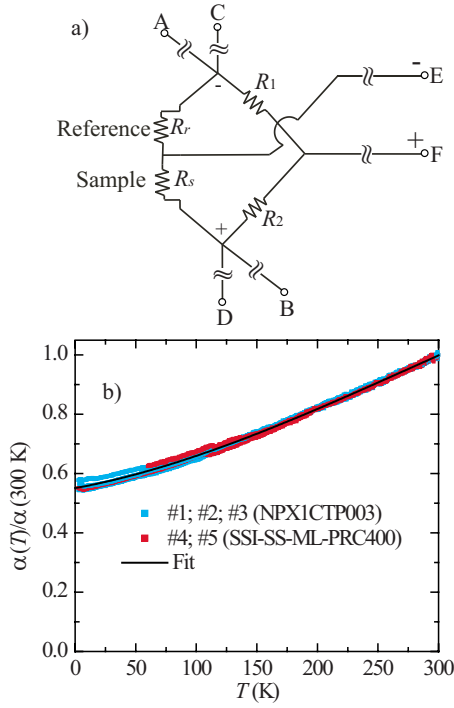 a)
A
C
-
R1
-
E
Reference
Rr
+
F
Sample
Rs
R2
+
D
B
b)
α(T)/α(300 K)
1.0
0.8
0.6
0.4
0.2
0.0
#1; #2; #3 (NPX1CTP003)
#4; #5 (SSI-SS-ML-PRC400)
Fit
0 50 100 150 200 250 300
T (K)